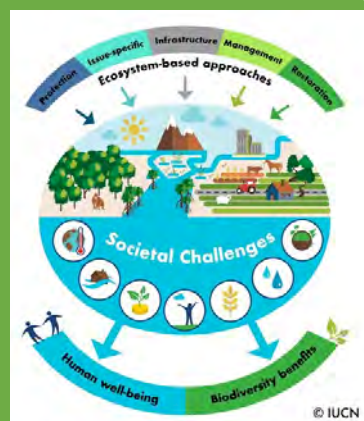 Protection
Issue-specific
Infrastructure
Management
Restoration
Ecosystem-based approaches
Societal Challenges
Human well-being
Biodiversity benefits
© IUCN